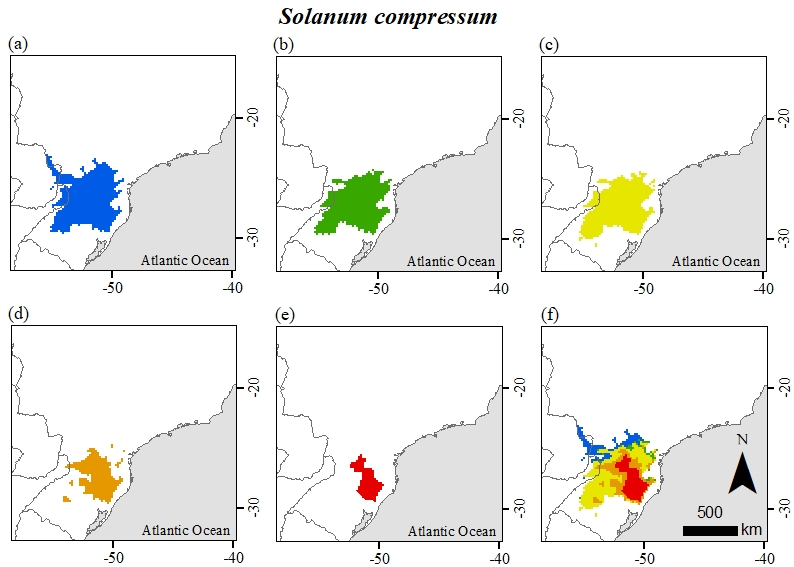 Solanum compressum
(a) (b) (c)
-20 -20 -20
-30 -30 -30
Atlantic Ocean Atlantic Ocean Atlantic Ocean
-50 -40 -50 -40 -50 -40
(d) (e) (f)
-20 -20 -20
N
-30 -30 -30
500
km
Atlantic Ocean Atlantic Ocean
-50 -40 -50 -40 -50 -40